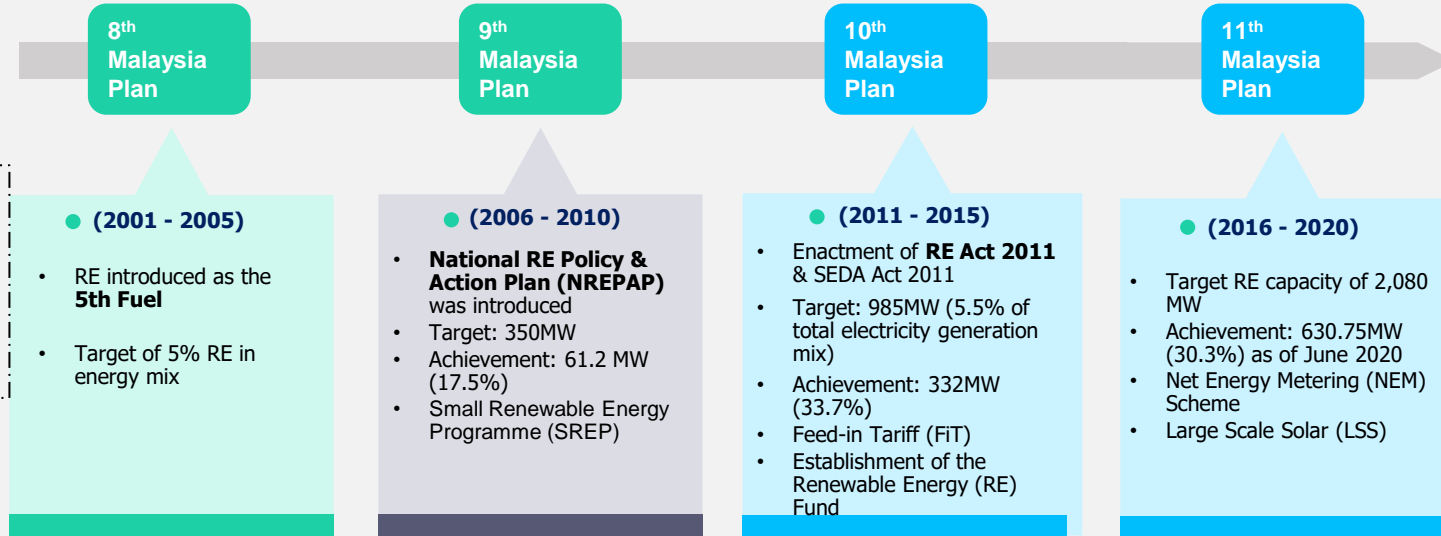 8th
Malaysia
Plan
9th
Malaysia
Plan
10th
Malaysia
Plan
11th
Malaysia
Plan
(2001 - 2005)
• RE introduced as the
5th Fuel
• Target of 5% RE in
energy mix
(2006 - 2010)
• National RE Policy &
Action Plan (NREPAP)
was introduced
• Target: 350MW
• Achievement: 61.2 MW
(17.5%)
• Small Renewable Energy
Programme (SREP)
(2011 - 2015)
• Enactment of RE Act 2011
& SEDA Act 2011
• Target: 985MW (5.5% of
total electricity generation
mix)
• Achievement: 332MW
(33.7%)
• Feed-in Tariff (FiT)
• Establishment of the
Renewable Energy (RE)
Fund
(2016 - 2020)
• Target RE capacity of 2,080
MW
• Achievement: 630.75MW
(30.3%) as of June 2020
• Net Energy Metering (NEM)
Scheme
• Large Scale Solar (LSS)